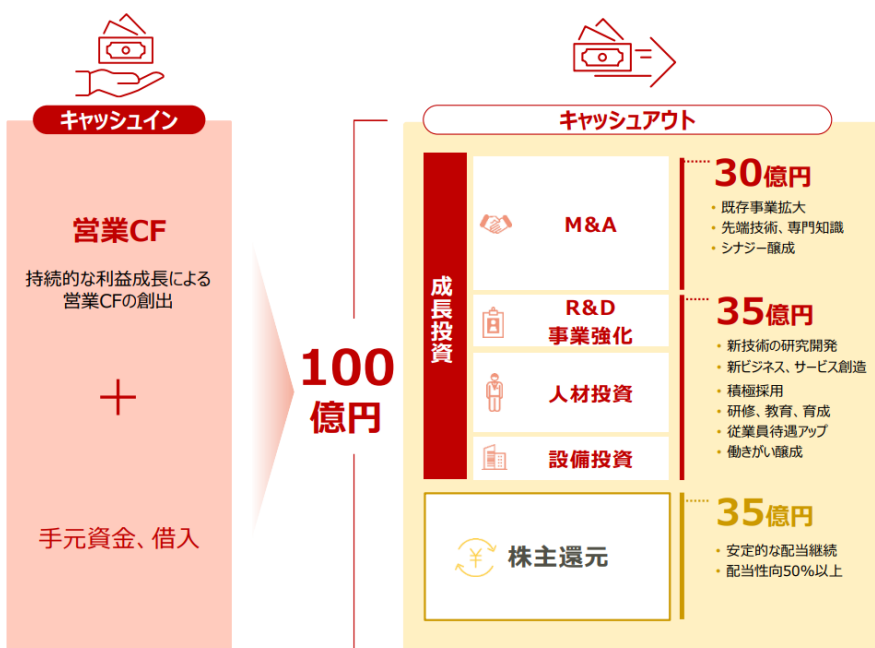 キャッシュイン
営業CF
持続的な利益成長による
営業CFの創出
＋
手元資金、借入
100
億円
キャッシュアウト
成長投資
M&A
30億円
・既存事業拡大
・先端技術、専門知識
・シナジー醸成
R&D
事業強化
人材投資
設備投資
35億円
・新技術の研究開発
・新ビジネス、サービス創造
・積極採用
・研修、教育、育成
・従業員待遇アップ
・働きがい醸成
¥
株主還元
35億円
・安定的な配当継続
・配当性向50%以上